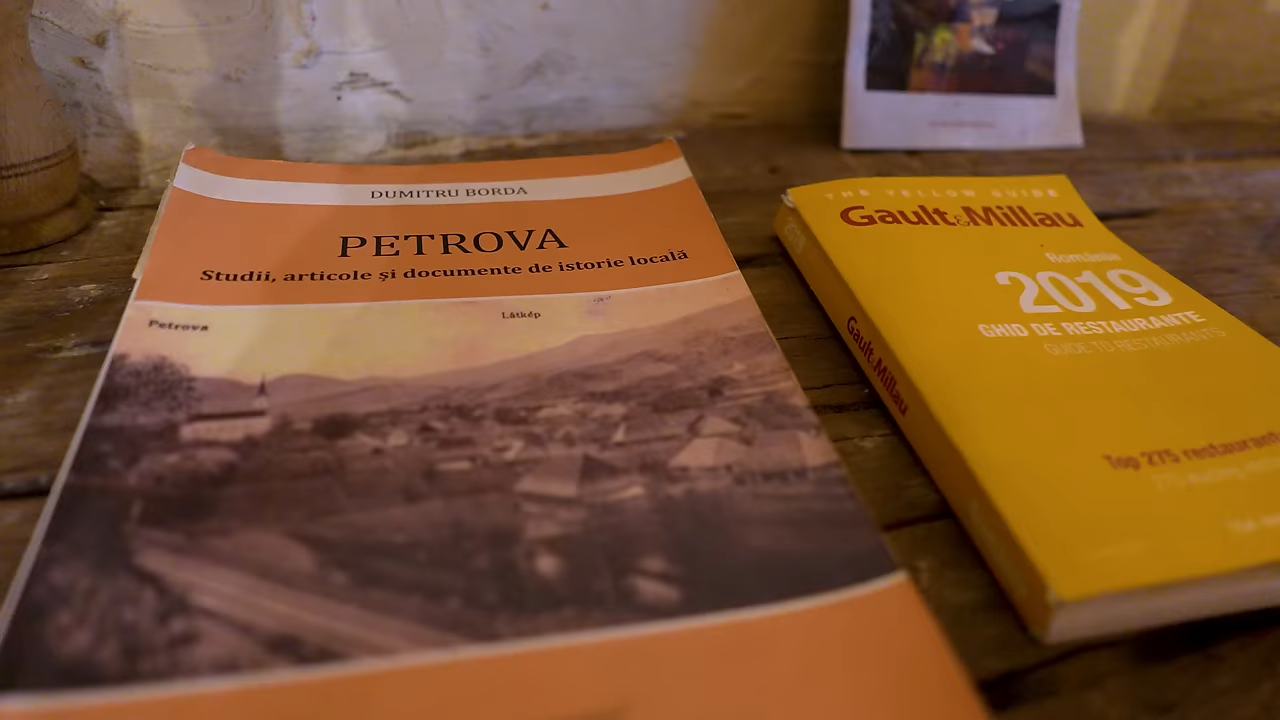 DUMITRU BORDA
PETROVA
Studii, articole și documente de istorie locală
Petrova
Látkép
THE YELLOW GUIDE
Gault&Millau
România
2019
GHID DE RESTAURANTE
GUIDE TO RESTAURANTS
Top 275 restaurant
Gault&Millau